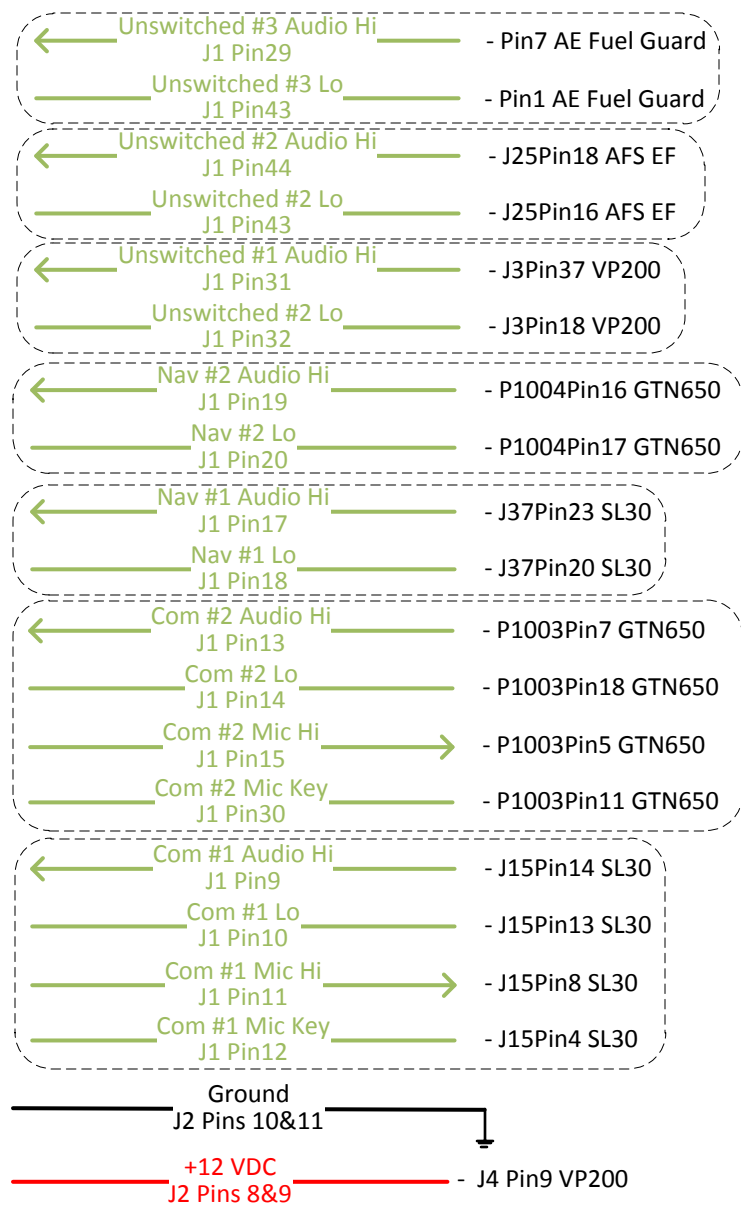 Unswitched #3 Audio Hi
J1 Pin29
- Pin7 AE Fuel Guard
Unswitched #3 Lo
J1 Pin43
- Pin1 AE Fuel Guard
Unswitched #2 Audio Hi
J1 Pin44
- J25Pin18 AFS EF
Unswitched #2 Lo
J1 Pin43
- J25Pin16 AFS EF
Unswitched #1 Audio Hi
J1 Pin31
- J3Pin37 VP200
Unswitched #2 Lo
J1 Pin32
- J3Pin18 VP200
Nav #2 Audio Hi
J1 Pin19
- P1004Pin16 GTN650
Nav #2 Lo
J1 Pin20
- P1004Pin17 GTN650
Nav #1 Audio Hi
J1 Pin17
- J37Pin23 SL30
Nav #1 Lo
J1 Pin18
- J37Pin20 SL30
Com #2 Audio Hi
J1 Pin13
- P1003Pin7 GTN650
Com #2 Lo
J1 Pin14
- P1003Pin18 GTN650
Com #2 Mic Hi
J1 Pin15
- P1003Pin5 GTN650
Com #2 Mic Key
J1 Pin30
- P1003Pin11 GTN650
Com #1 Audio Hi
J1 Pin9
- J15Pin14 SL30
Com #1 Lo
J1 Pin10
- J15Pin13 SL30
Com #1 Mic Hi
J1 Pin11
- J15Pin8 SL30
Com #1 Mic Key
J1 Pin12
- J15Pin4 SL30
Ground
J2 Pins 10&11
+12 VDC
J2 Pins 8&9
- J4 Pin9 VP200